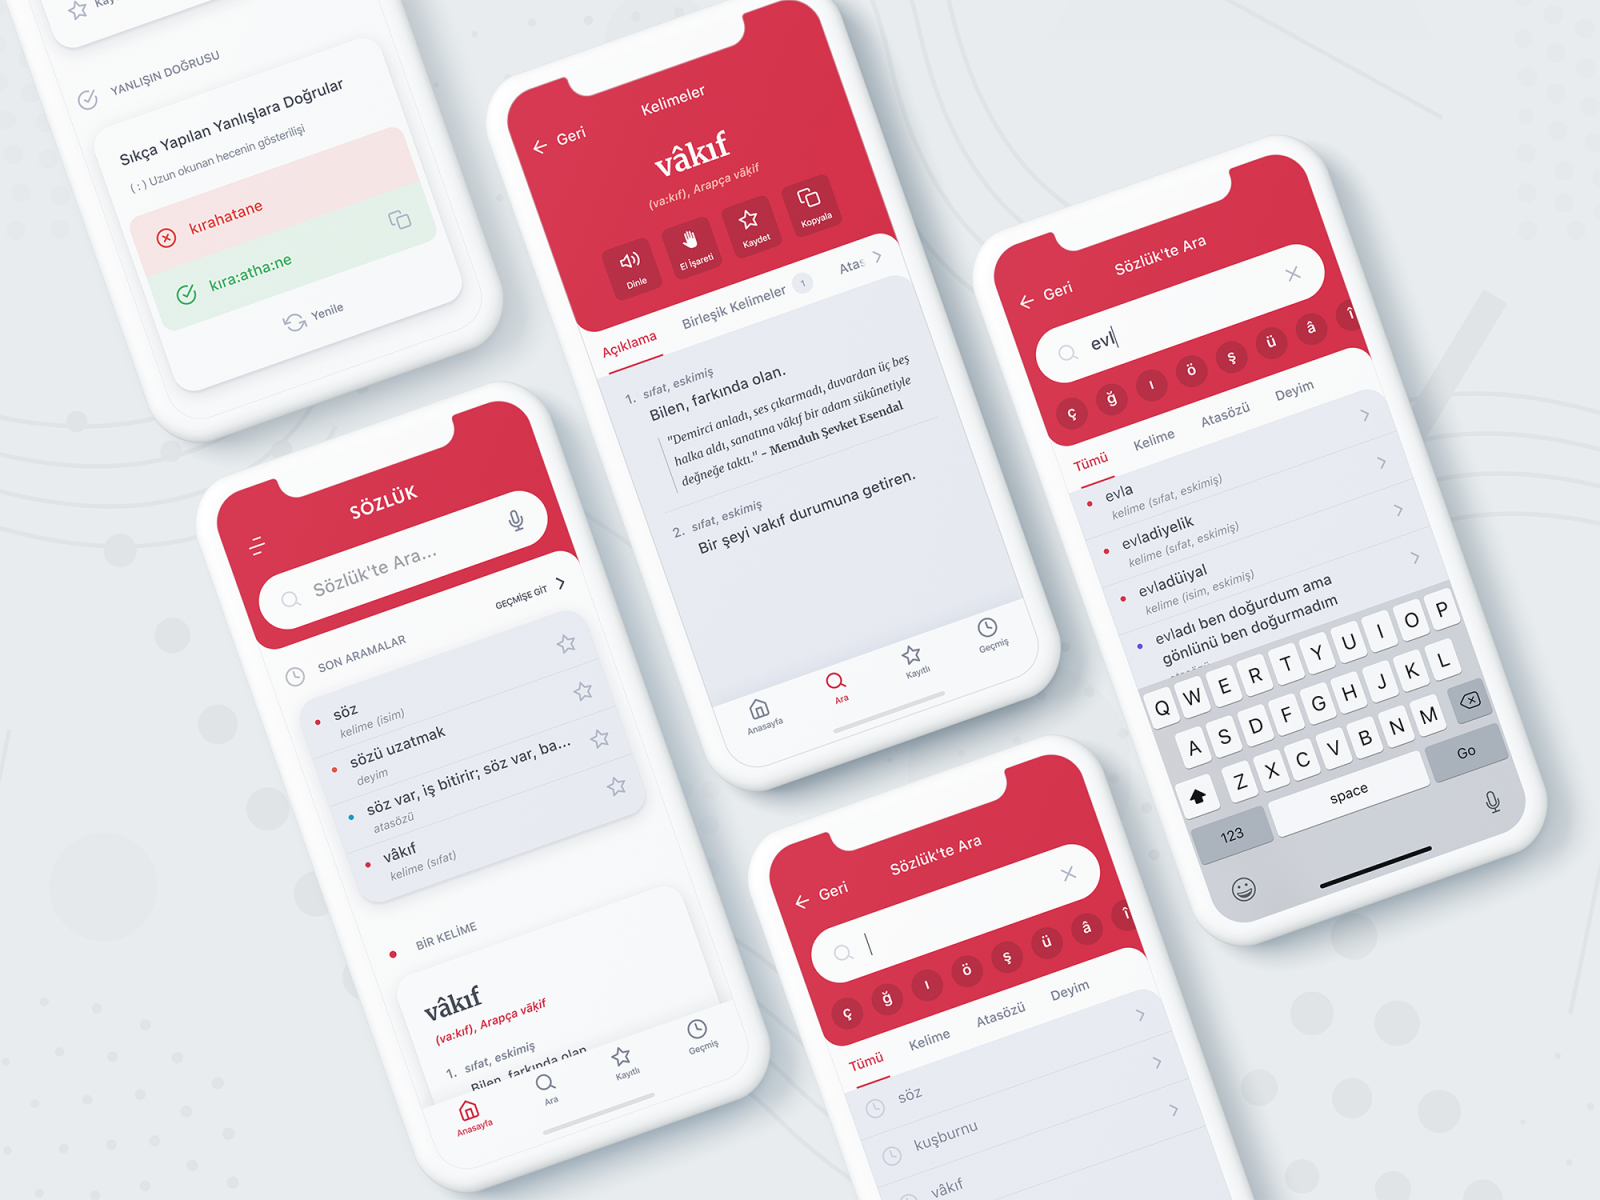 YANLIŞIN DOĞRUSU
Sıkça Yapılan Yanlışlara Doğrular
( : ) Uzun okunan hecenin gösterilişi
kırahatane
kıra:atha:ne
Yenile
SÖZLÜK
Sözlük'te Ara...
GEÇMİŞE GİT
SON ARAMALAR
söz
kelime (isim)
sözü uzatmak
deyim
söz var, iş bitirir; söz var, ba...
atasözü
vâkıf
kelime (sıfat)
BİR KELİME
vâkıf
(va:kıf), Arapça vāḳif
1. sıfat, eskimiş
Bilen, farkında olan.
Anasayfa
Ara
Kayıtlı
Geçmiş
Kelimeler
Geri
vâkıf
(va:kıf), Arapça vāḳif
Dinle
El İşareti
Kaydet
Kopyala
Açıklama
Birleşik Kelimeler 1
Atas
1. sıfat, eskimiş
Bilen, farkında olan.
"Demirci anladı, ses çıkarmadı, duvardan üç beş
halka aldı, sanatına vâkıf bir adam sükûnetiyle
değneğe taktı." - Memduh Şevket Esendal
2. sıfat, eskimiş
Bir şeyi vakıf durumuna getiren.
Anasayfa
Ara
Kayıtlı
Geçmiş
Sözlük'te Ara
Geri
ç ğ ı ö ş ü â î
Tümü
Kelime
Atasözü
Deyim
söz
kuşburnu
vâkıf
Sözlük'te Ara
Geri
evl
ç ğ ı ö ş ü â î
Tümü
Kelime
Atasözü
Deyim
evla
kelime (sıfat, eskimiş)
evladiyelik
kelime (sıfat, eskimiş)
evladüiyal
kelime (isim, eskimiş)
evladı ben doğurdum ama
gönlünü ben doğurmadım
Q W E R T Y U I O P
A S D F G H J K L
Z X C V B N M
123
space
Go